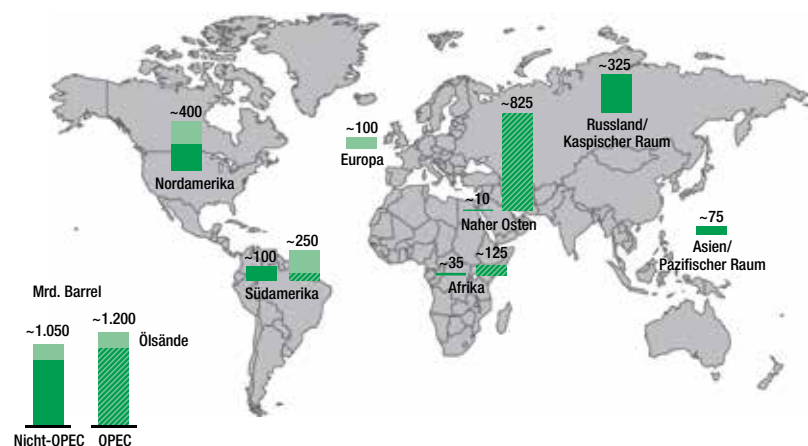 ~325
Russland/
Kaspischer Raum
~400
Nordamerika
~825
~100
Europa
~10
Naher Osten
~75
Asien/
Pazifischer Raum
~100
~250
Südamerika
~35
~125
Afrika
Mrd. Barrel
~1.050
~1.200
Ölsände
Nicht-OPEC
OPEC